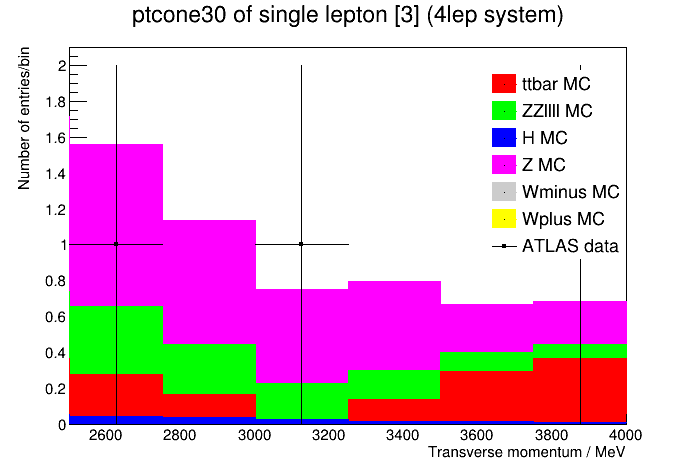 ptcone30 of single lepton [3] (4lep system)
Number of entries/bin
2
1.8
1.6
1.4
1.2
1
0.8
0.6
0.4
0.2
0
ttbar MC
ZZllll MC
H MC
Z MC
Wminus MC
Wplus MC
ATLAS data
2600 2800 3000 3200 3400 3600 3800 4000
Transverse momentum / MeV